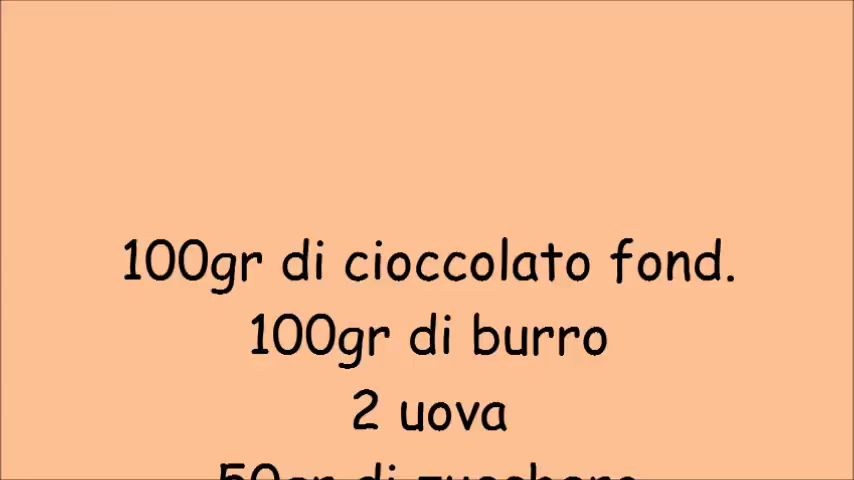 100gr di cioccolato fond.
100gr di burro
2 uova
50gr di zucchero